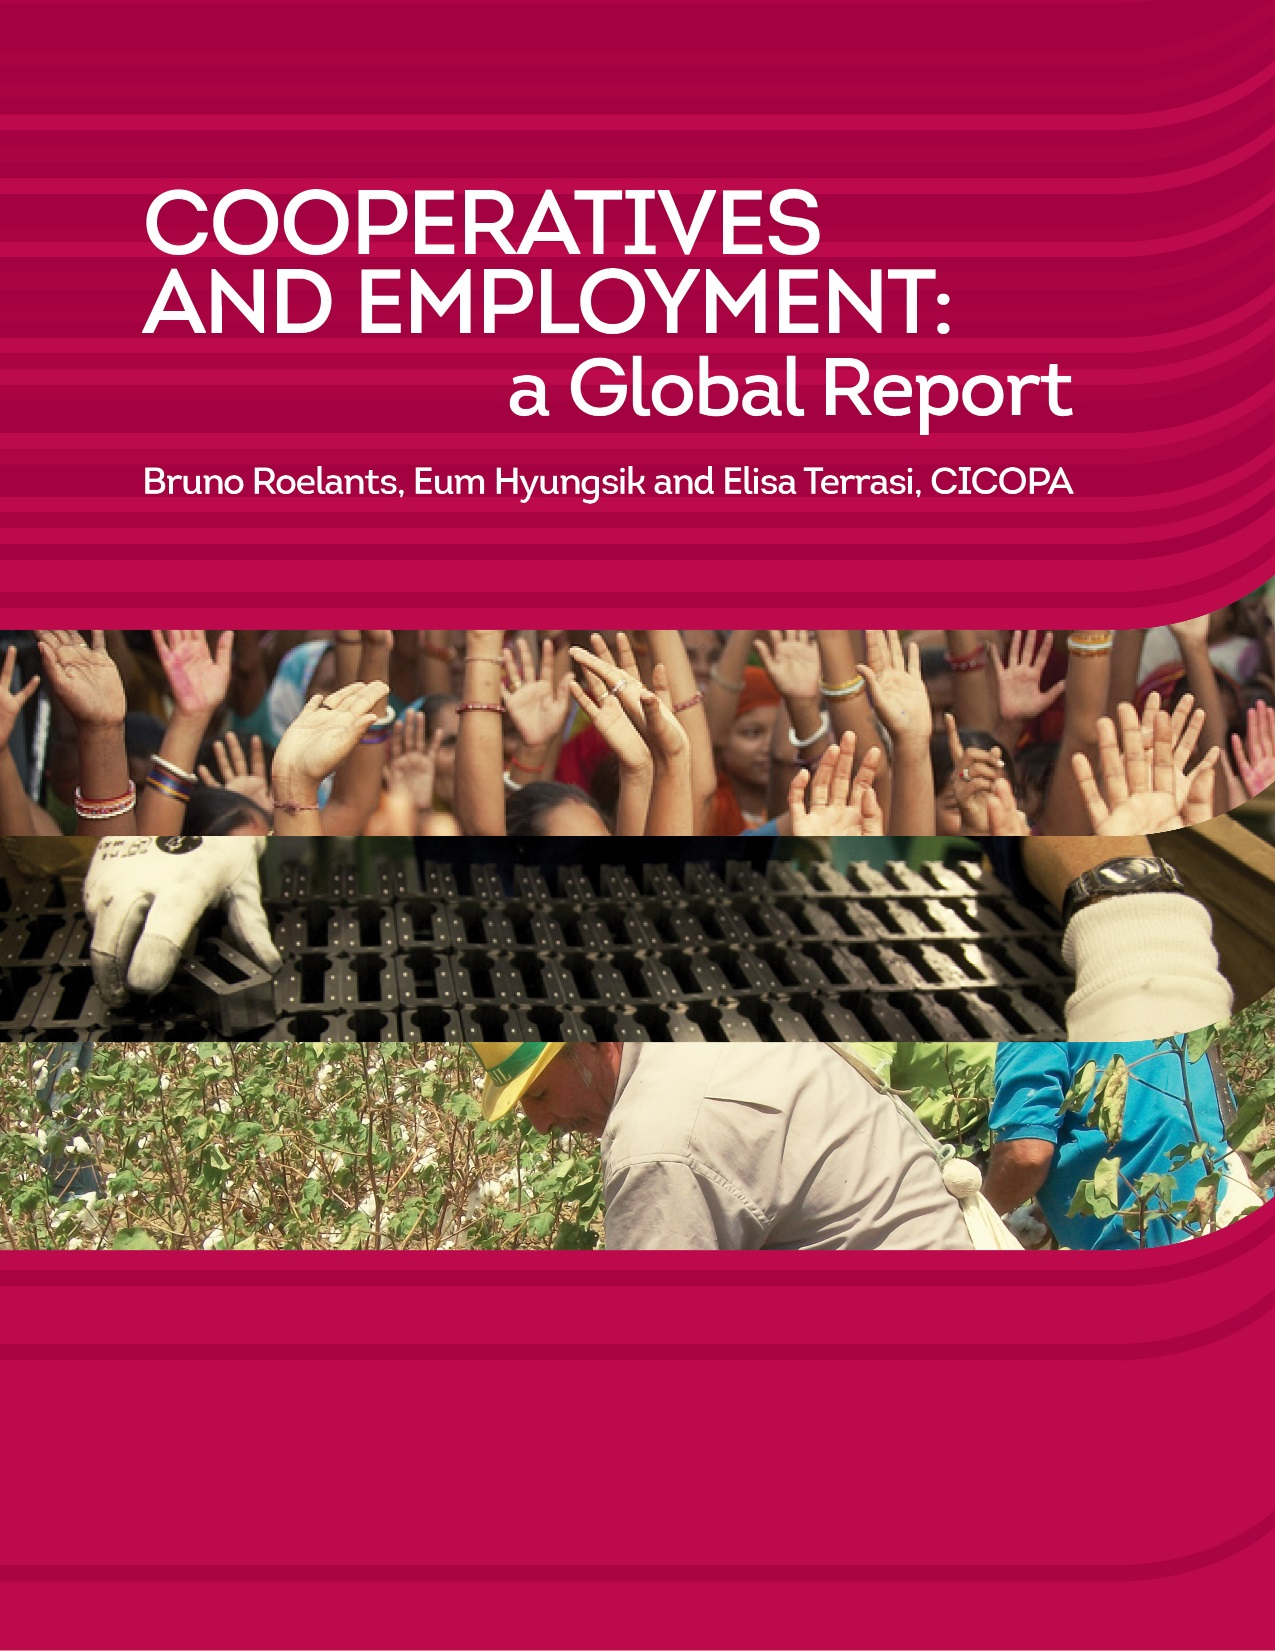 COOPERATIVES
AND EMPLOYMENT:
a Global Report
Bruno Roelants, Eum Hyungsik and Elisa Terrasi, CICOPA